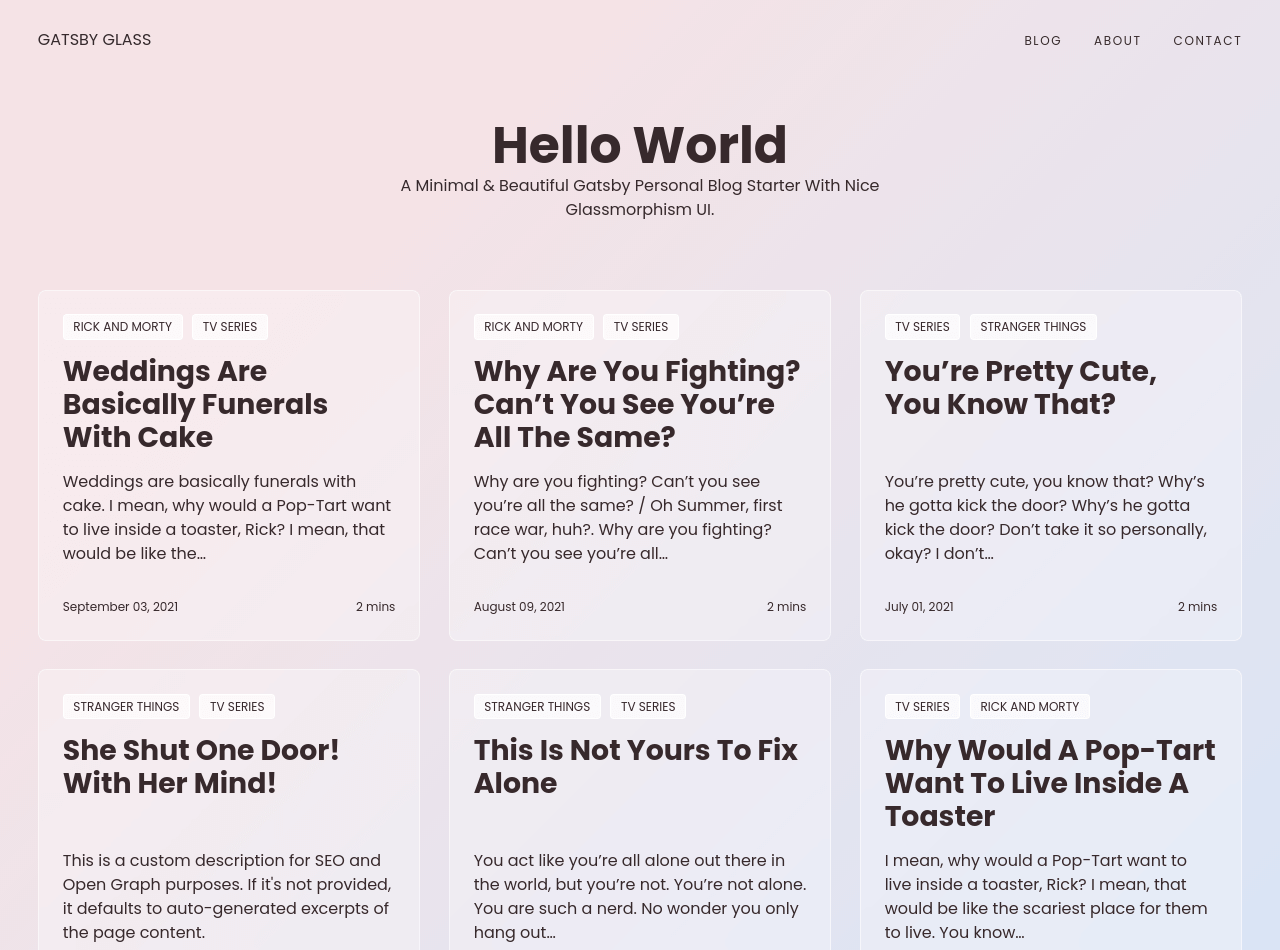 GATSBY GLASS
BLOG ABOUT CONTACT
Hello World
A Minimal & Beautiful Gatsby Personal Blog Starter With Nice
Glassmorphism UI.
RICK AND MORTY TV SERIES
Weddings Are
Basically Funerals
With Cake
Weddings are basically funerals with
cake. I mean, why would a Pop-Tart want
to live inside a toaster, Rick? I mean, that
would be like the…
September 03, 2021 2 mins
RICK AND MORTY TV SERIES
Why Are You Fighting?
Can’t You See You’re
All The Same?
Why are you fighting? Can’t you see
you’re all the same? / Oh Summer, first
race war, huh?. Why are you fighting?
Can’t you see you’re all…
August 09, 2021 2 mins
TV SERIES STRANGER THINGS
You’re Pretty Cute,
You Know That?
You’re pretty cute, you know that? Why’s
he gotta kick the door? Why’s he gotta
kick the door? Don’t take it so personally,
okay? I don’t…
July 01, 2021 2 mins
STRANGER THINGS TV SERIES
She Shut One Door!
With Her Mind!
This is a custom description for SEO and
Open Graph purposes. If it's not provided,
it defaults to auto-generated excerpts of
the page content.
STRANGER THINGS TV SERIES
This Is Not Yours To Fix
Alone
You act like you’re all alone out there in
the world, but you’re not. You’re not alone.
You are such a nerd. No wonder you only
hang out…
TV SERIES RICK AND MORTY
Why Would A Pop-Tart
Want To Live Inside A
Toaster
I mean, why would a Pop-Tart want to
live inside a toaster, Rick? I mean, that
would be like the scariest place for them
to live. You know…